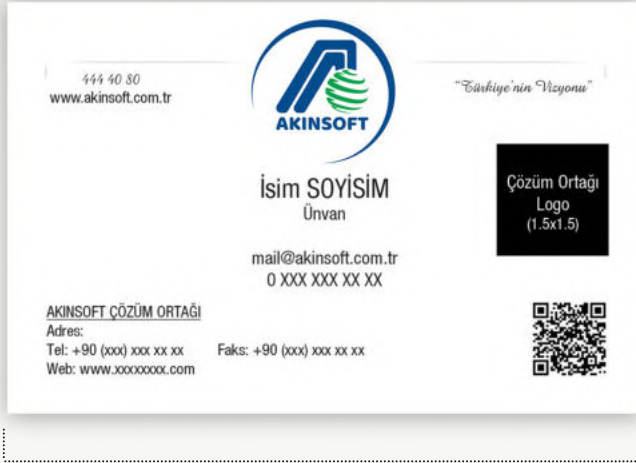 444 40 80
www.akinsoft.com.tr
AKINSOFT
"Türkiye'nin Vizyonu"
İsim SOYİSİM
Ünvan
mail@akinsoft.com.tr
0 XXX XXX XX XX
Çözüm Ortağı
Logo
(1.5x1.5)
AKINSOFT ÇÖZÜM ORTAĞI
Adres:
Tel: +90 (xxx) xxx xx xx Faks: +90 (xxx) xxx xx xx
Web: www.xxxxxxxx.com